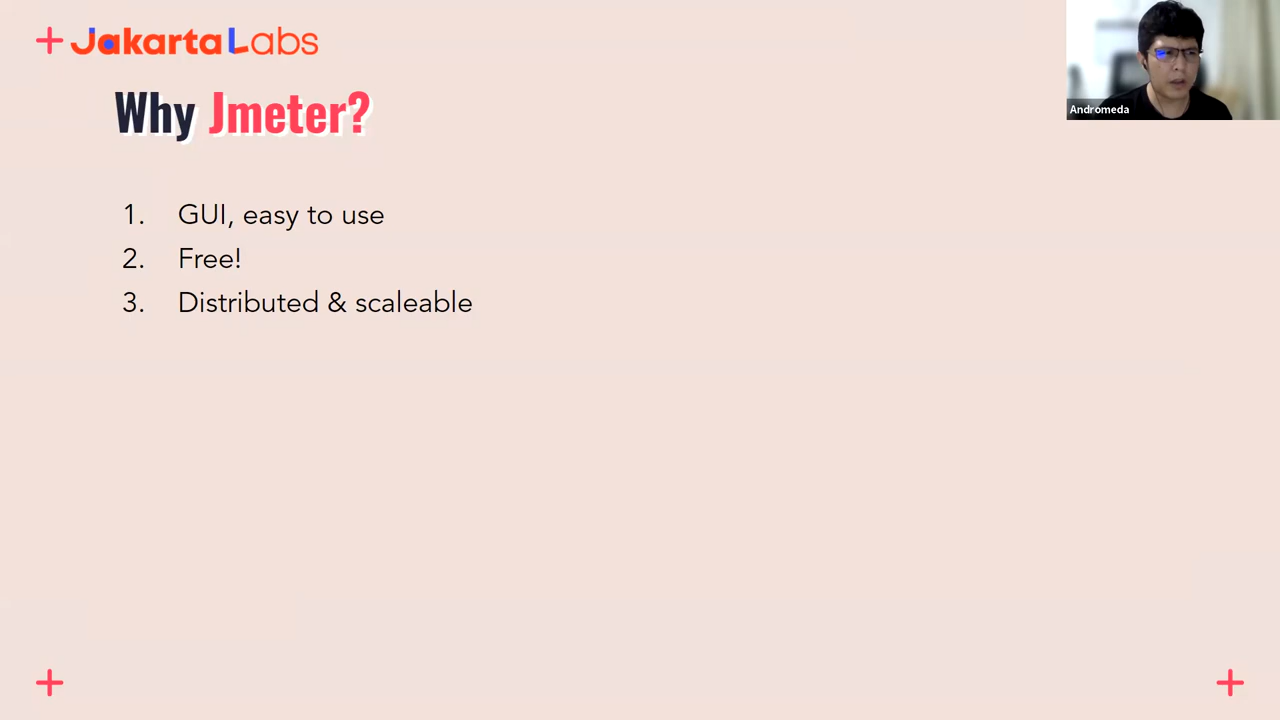 JakartaLabs
Why Jmeter?
1. GUI, easy to use
2. Free!
3. Distributed & scaleable
Andromeda